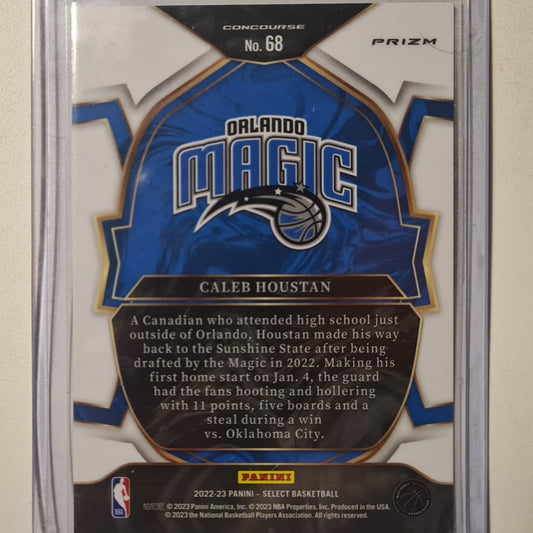 CONCOURSE
No. 68
PRIZM
ORLANDO
MAGIC
CALEB HOUSTAN
A Canadian who attended high school just
outside of Orlando, Houstan made his way
back to the Sunshine State after being
drafted by the Magic in 2022. Making his
first home start on Jan. 4, the guard
had the fans hooting and hollering
with 11 points, five boards and a
steal during a win
vs. Oklahoma City.
PANINI
2022-23 PANINI – SELECT BASKETBALL
帕尼尼 © 2023 Panini America, Inc. © 2023 NBA Properties, Inc. Produced in the USA.
© 2023 the National Basketball Players Association. All rights reserved.
NBA